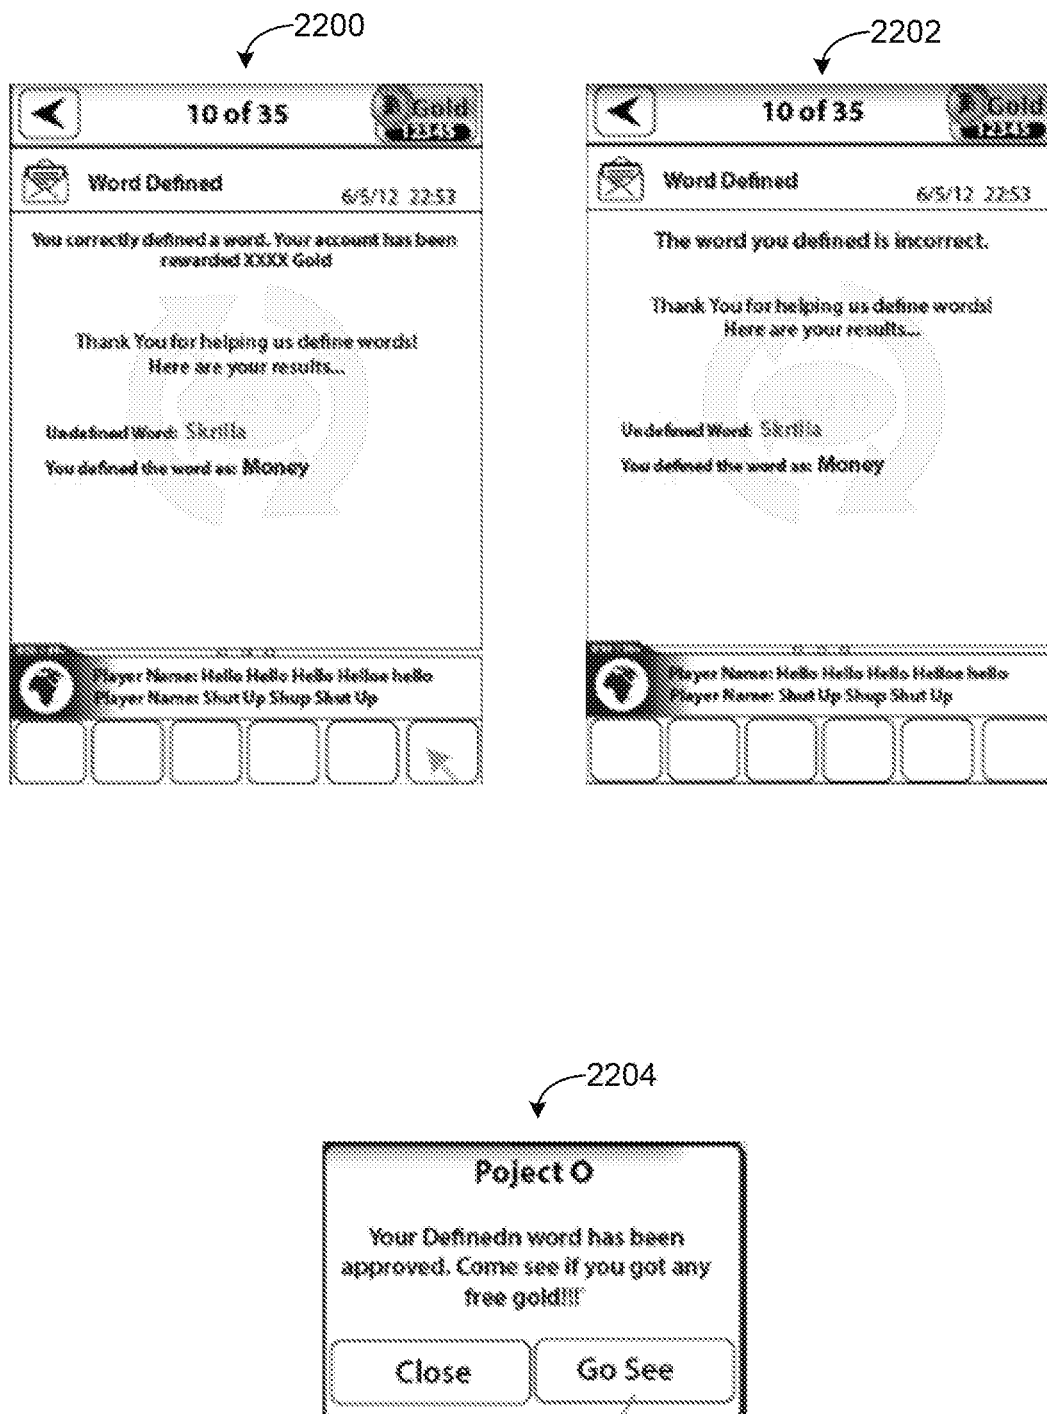 2200
10 of 35
Gold
Word Defined
6/5/12 22:53
You correctly defined a word. Your account has been
rewarded XXXX Gold
Thank You for helping us define words!
Here are your results...
Undefined Word: Skrilla
You defined the word as: Money
Player Name: Hello Hello Hello Helloe hello
Player Name: Shut Up Shup Shut Up
2202
10 of 35
Gold
Word Defined
6/5/12 22:53
The word you defined is incorrect.
Thank You for helping us define words!
Here are your results...
Undefined Word: Skrilla
You defined the word as: Money
Player Name: Hello Hello Hello Helloe hello
Player Name: Shut Up Shup Shut Up
2204
Poject O
Your Definedn word has been
approved. Come see if you got any
free gold!!!"
Close
Go See